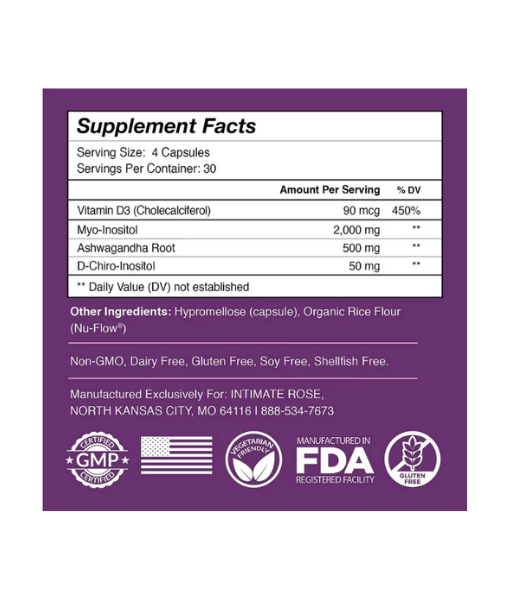 Supplement Facts
Serving Size: 4 Capsules
Servings Per Container: 30
Amount Per Serving % DV
Vitamin D3 (Cholecalciferol) 90 mcg 450%
Myo-Inositol 2,000 mg **
Ashwagandha Root 500 mg **
D-Chiro-Inositol 50 mg **
** Daily Value (DV) not established
Other Ingredients: Hypromellose (capsule), Organic Rice Flour
(Nu-Flow®)
Non-GMO, Dairy Free, Gluten Free, Soy Free, Shellfish Free.
Manufactured Exclusively For: INTIMATE ROSE,
NORTH KANSAS CITY, MO 64116 I 888-534-7673
CERTIFIED
GMP
CERTIFIED
VEGETARIAN
FRIENDLY
MANUFACTURED IN
FDA
REGISTERED FACILITY
GLUTEN
FREE